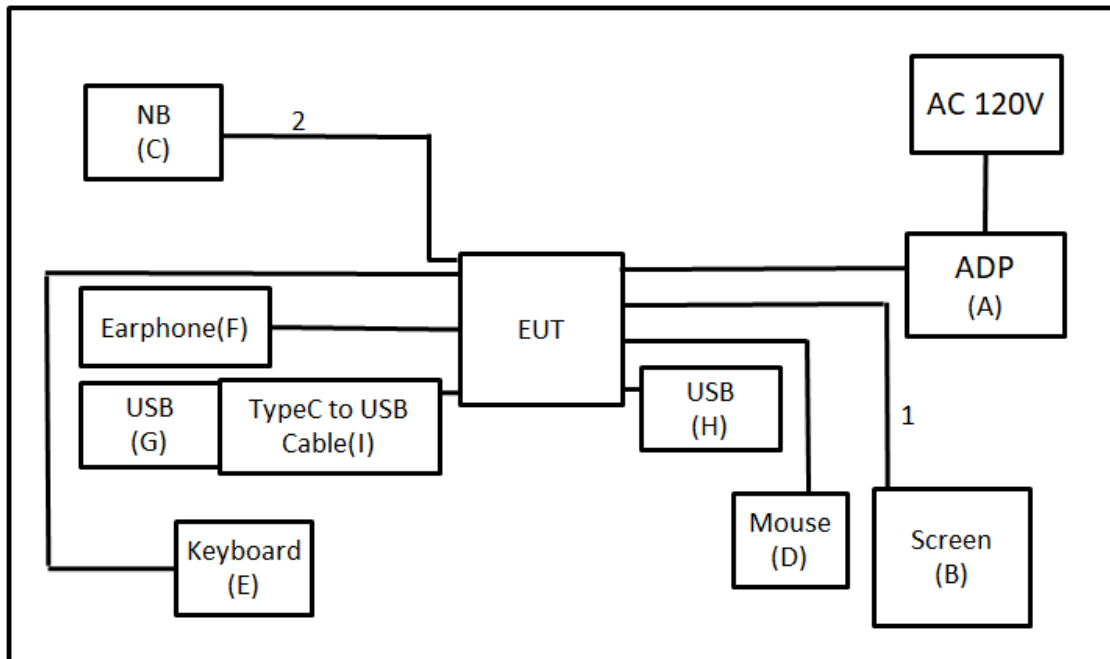 NB
(C)
2
AC 120V
ADP
(A)
EUT
Earphone(F)
USB
(G)
TypeC to USB
Cable(I)
USB
(H)
1
Mouse
(D)
Screen
(B)
Keyboard
(E)